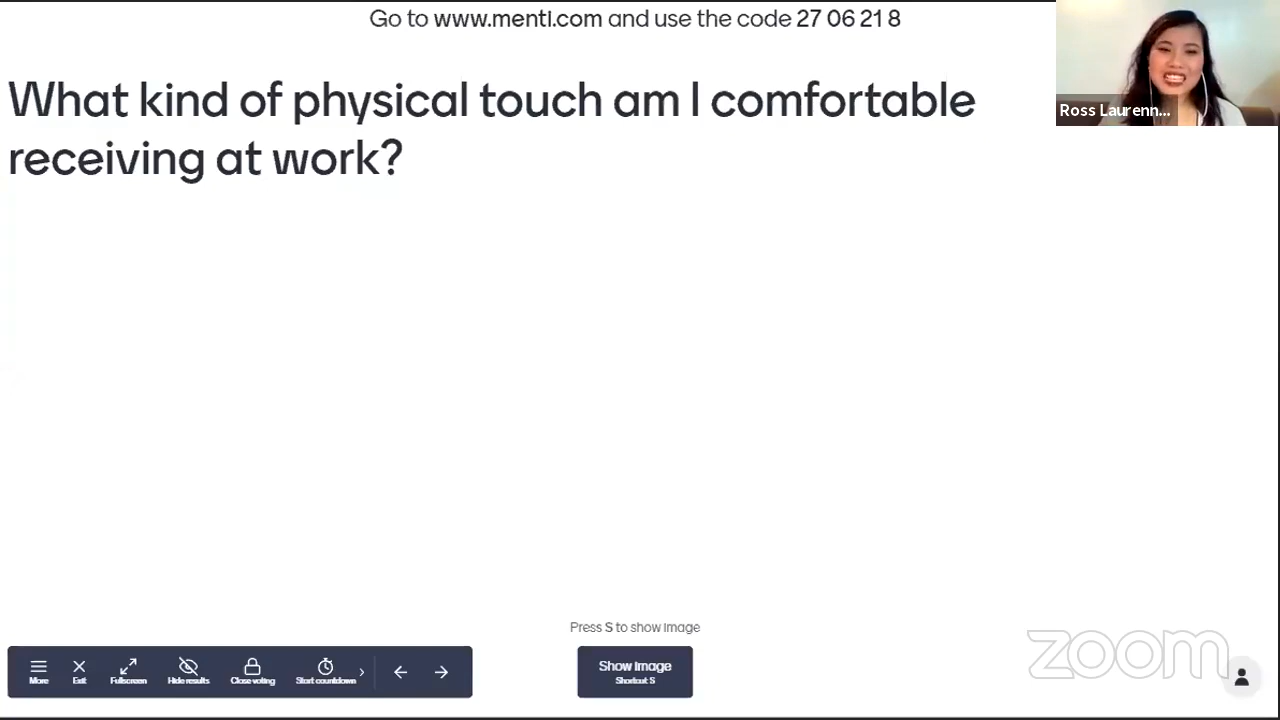 Go to www.menti.com and use the code 27 06 21 8
What kind of physical touch am I comfortable
receiving at work?
Ross Laurenn...
Press S to show image
More
Exit
Fullscreen
Hide results
Close voting
Start countdown
Show image
Shortcut S
zoom